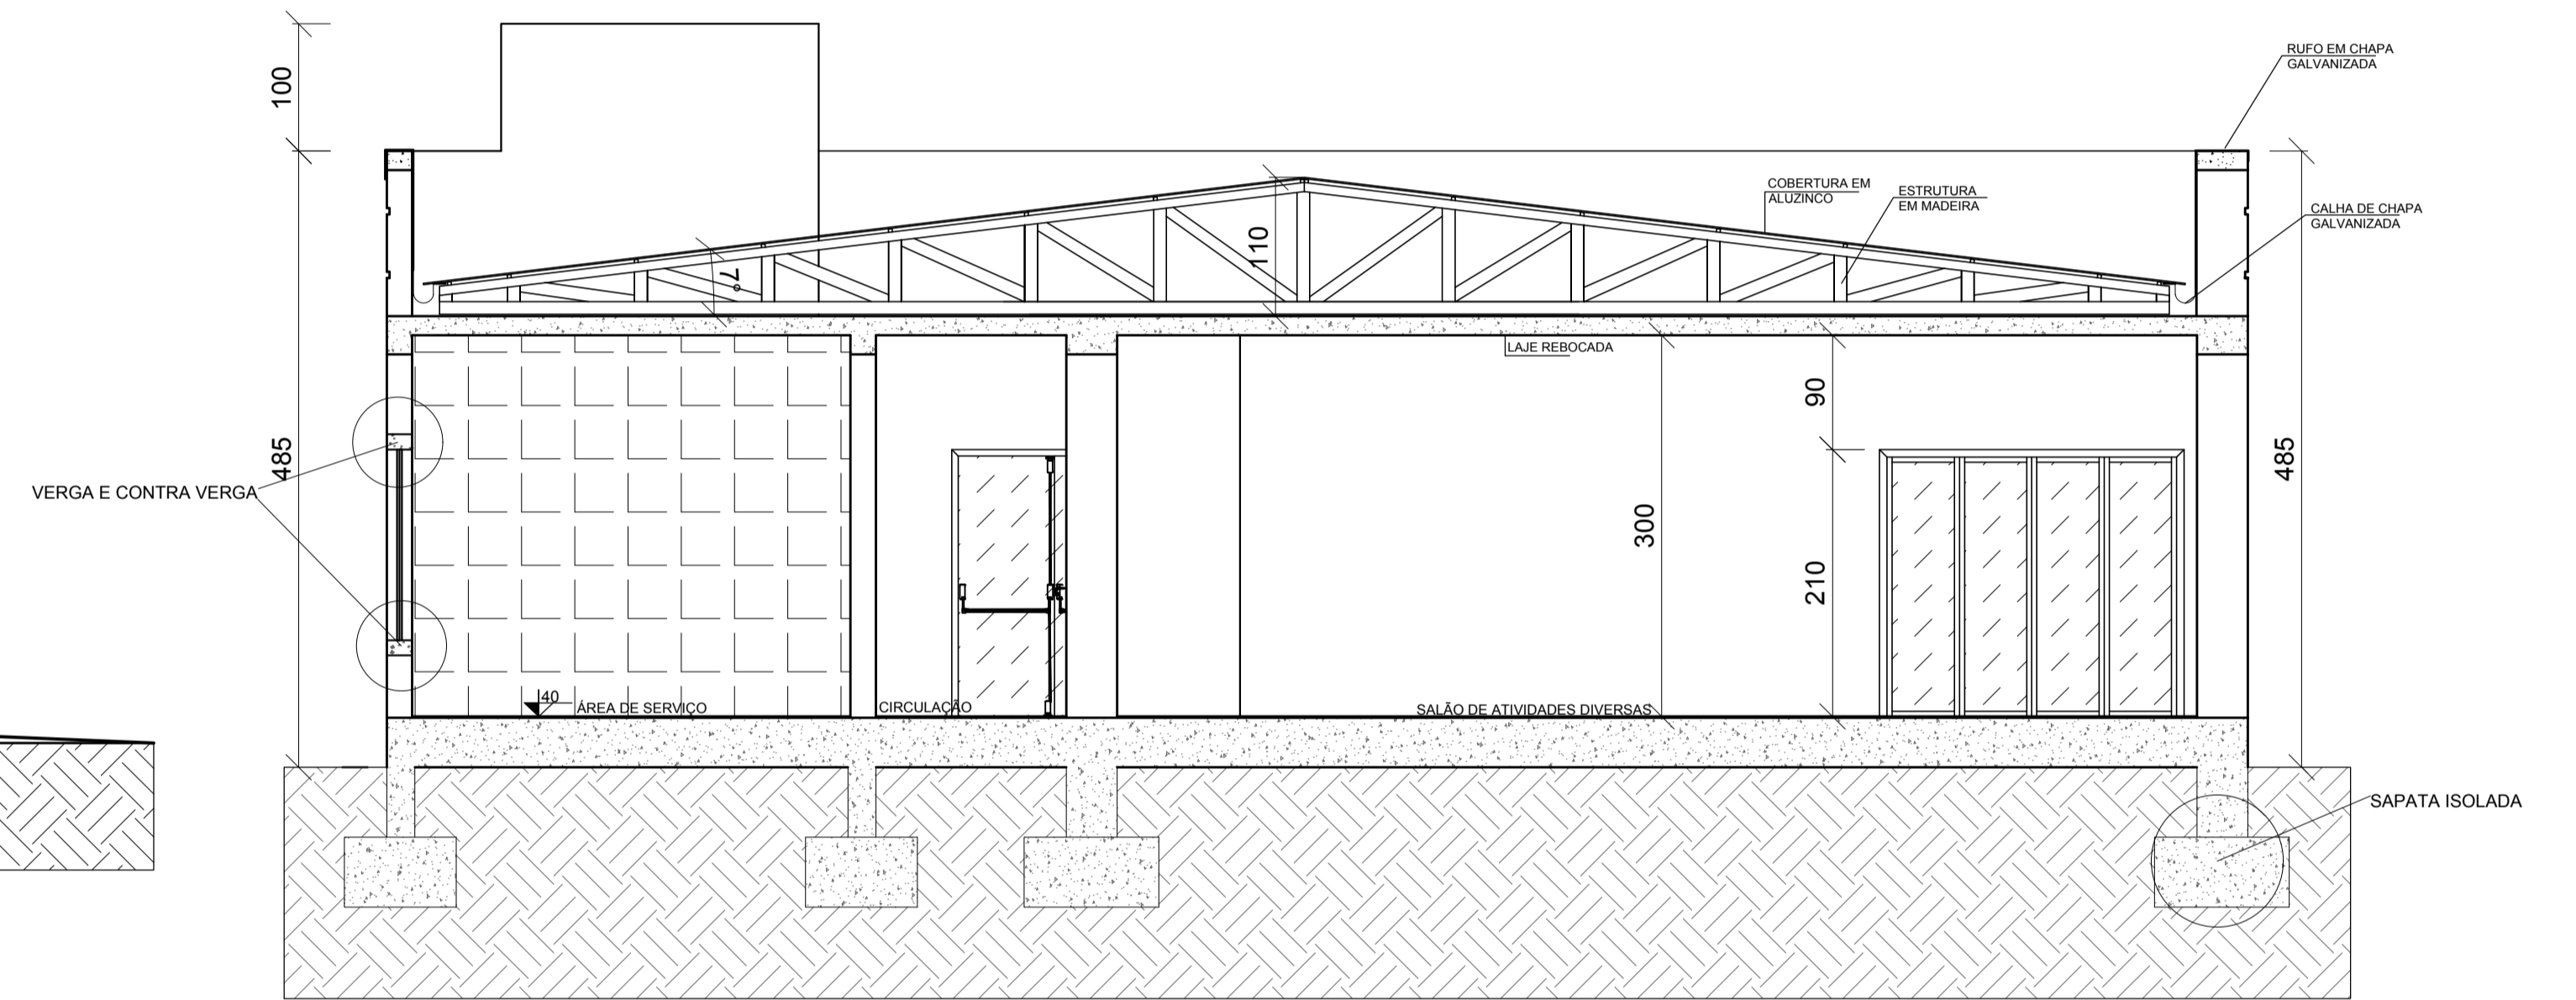 RUFO EM CHAPA
GALVANIZADA
100
COBERTURA EM
ALUZINCO
ESTRUTURA
EM MADEIRA
CALHA DE CHAPA
GALVANIZADA
110
7°
LAJE REBOCADA
90
485
485
VERGA E CONTRA VERGA
300
210
40
ÁREA DE SERVIÇO
CIRCULAÇÃO
SALÃO DE ATIVIDADES DIVERSAS
SAPATA ISOLADA